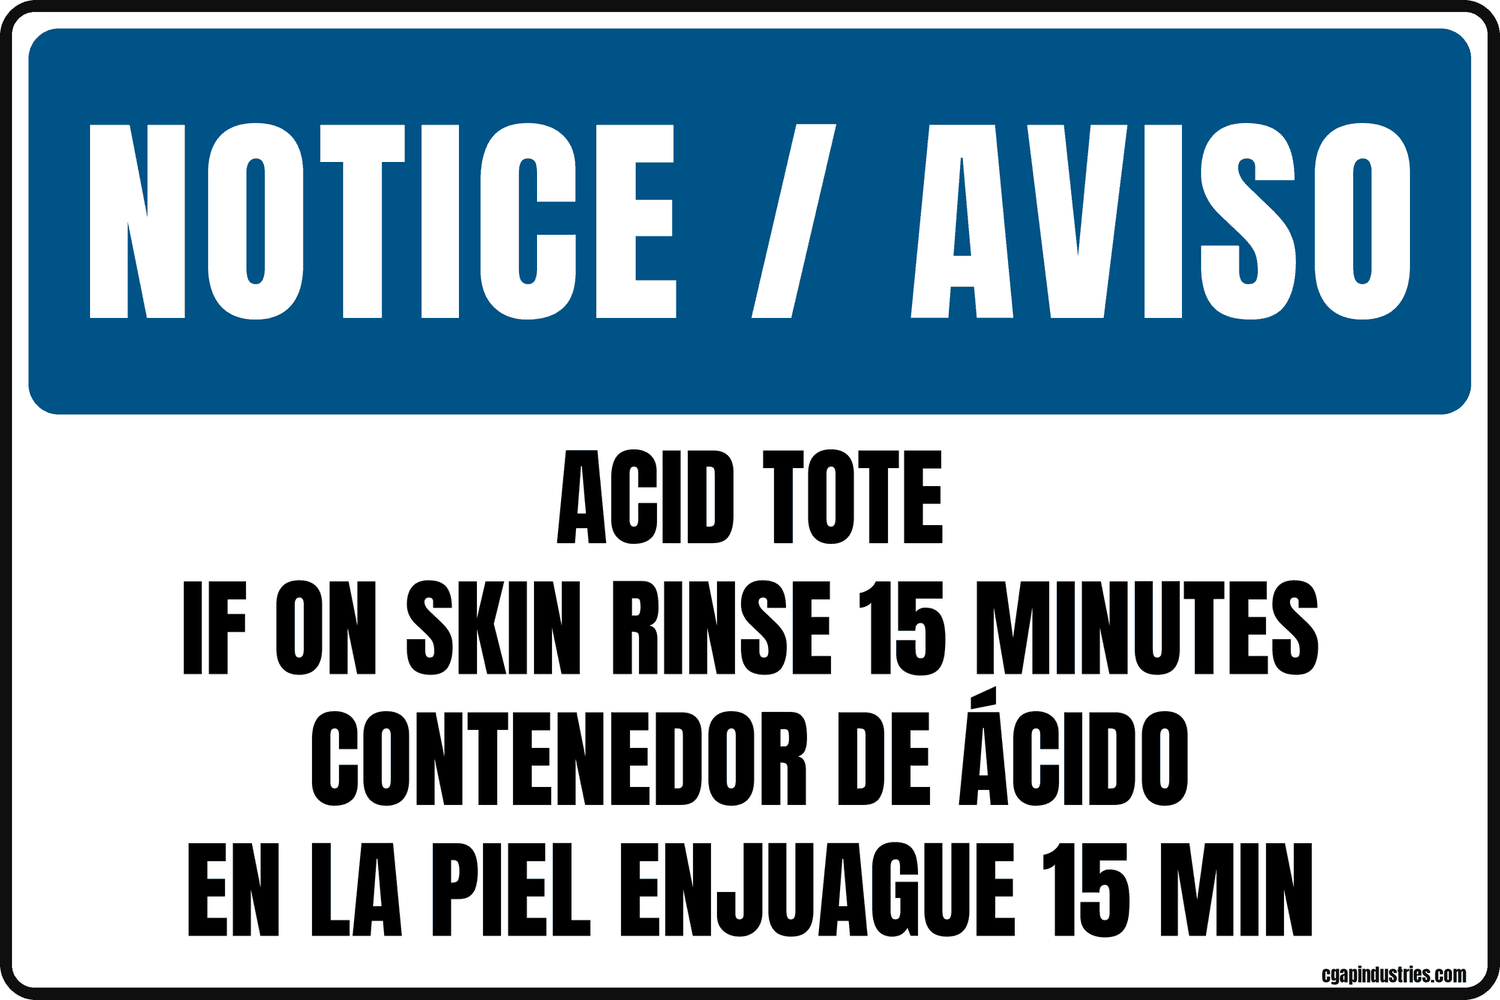 NOTICE / AVISO
ACID TOTE
IF ON SKIN RINSE 15 MINUTES
CONTENEDOR DE ÁCIDO
EN LA PIEL ENJUAGUE 15 MIN
cgapindustries.com